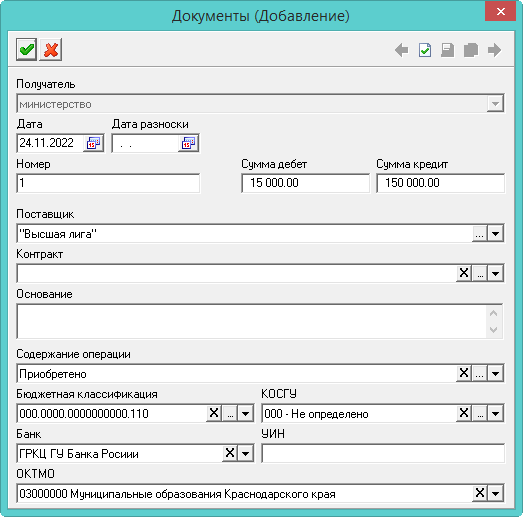 Документы (Добавление)
Получатель
министерство
Дата Дата разноски
24.11.2022 . .
Номер Сумма дебет Сумма кредит
1 15 000.00 150 000.00
Поставщик
"Высшая лига"
Контракт
Основание
Содержание операции
Приобретено
Бюджетная классификация КОСГУ
000.0000.0000000000.110 000 - Не определено
Банк УИН
ГРКЦ ГУ Банка Росиии
ОКТМО
03000000 Муниципальные образования Краснодарского края